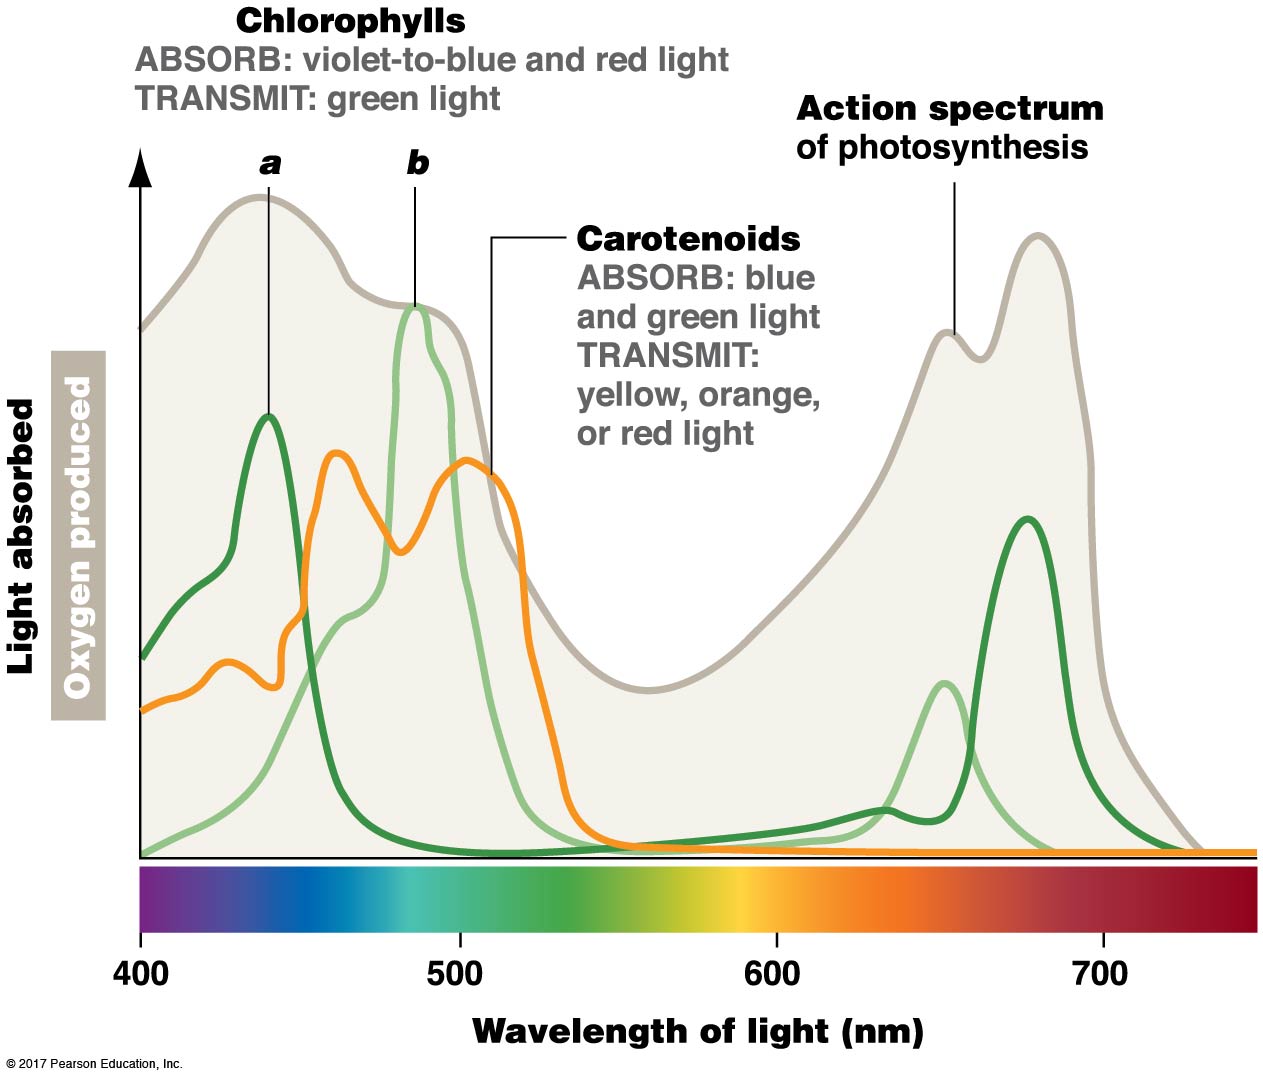 Chlorophylls
ABSORB: violet-to-blue and red light
TRANSMIT: green light
a
b
Action spectrum
of photosynthesis
Carotenoids
ABSORB: blue
and green light
TRANSMIT:
yellow, orange,
or red light
Light absorbed
Oxygen produced
400
500
600
700
Wavelength of light (nm)
© 2017 Pearson Education, Inc.